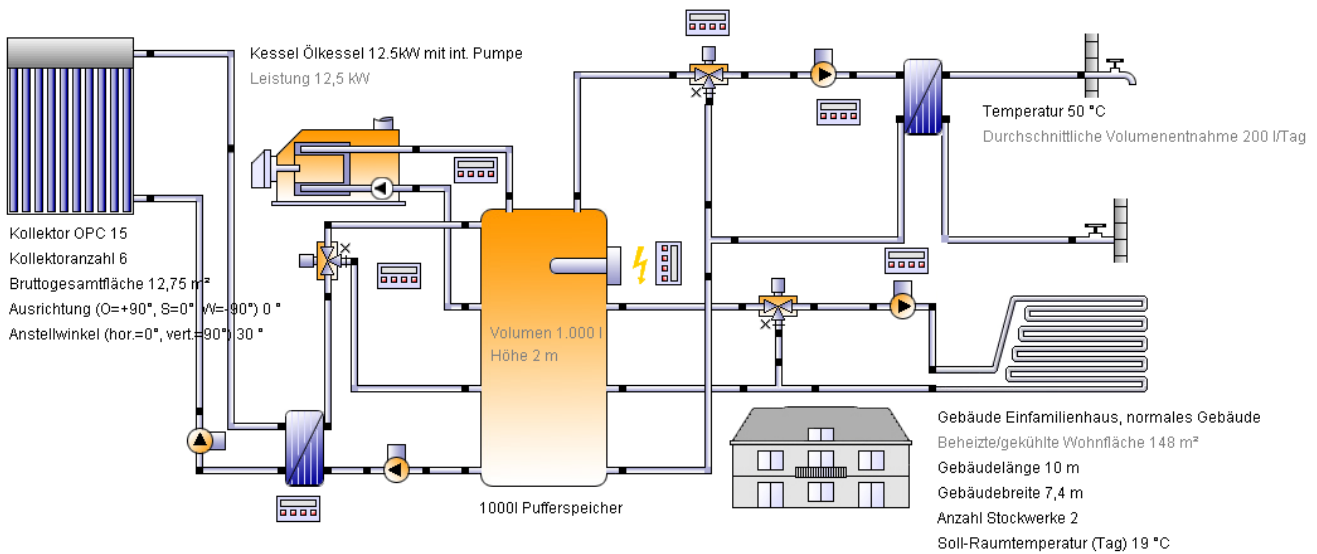 Kessel Ölkessel 12.5kW mit int. Pumpe
Leistung 12,5 kW
Temperatur 50 °C
Durchschnittliche Volumenentnahme 200 l/Tag
Kollektor OPC 15
Kollektoranzahl 6
Bruttogesamtfläche 12,75 m²
Ausrichtung (O=+90°, S=0°, W=-90°) 0 °
Anstellwinkel (hor.=0°, vert.=90°) 30 °
Volumen 1.000 l
Höhe 2 m
1000l Pufferspeicher
Gebäude Einfamilienhaus, normales Gebäude
Beheizte/gekühlte Wohnfläche 148 m²
Gebäudelänge 10 m
Gebäudebreite 7,4 m
Anzahl Stockwerke 2
Soll-Raumtemperatur (Tag) 19 °C